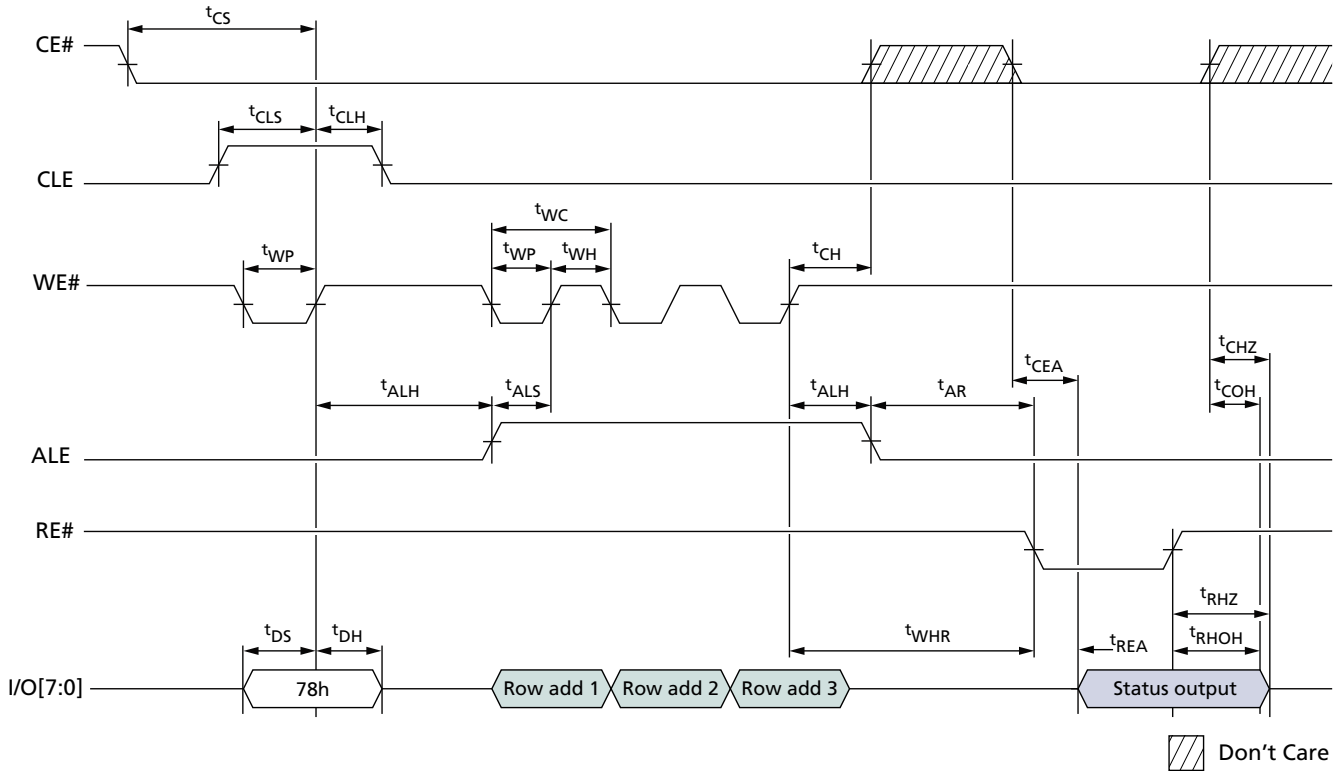 tCS
CE#
tCLS
tCLH
CLE
tWC
tWP
tWP
tWH
tCH
WE#
tCEA
tCHZ
tCOH
tALH
tALS
tALH
tAR
ALE
RE#
tRHZ
tDS
tDH
tWHR
tREA
tRHOH
I/O[7:0]
78h
Row add 1
Row add 2
Row add 3
Status output
Don't Care